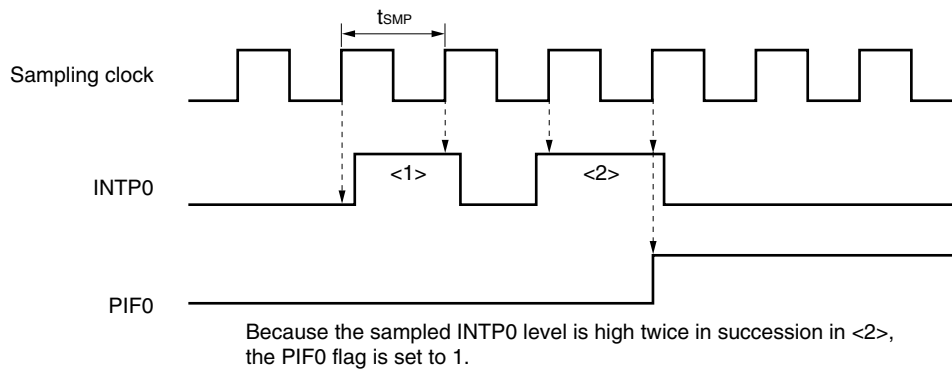 tSMP
Sampling clock
<1>
<2>
INTP0
PIF0
Because the sampled INTP0 level is high twice in succession in <2>,
the PIF0 flag is set to 1.